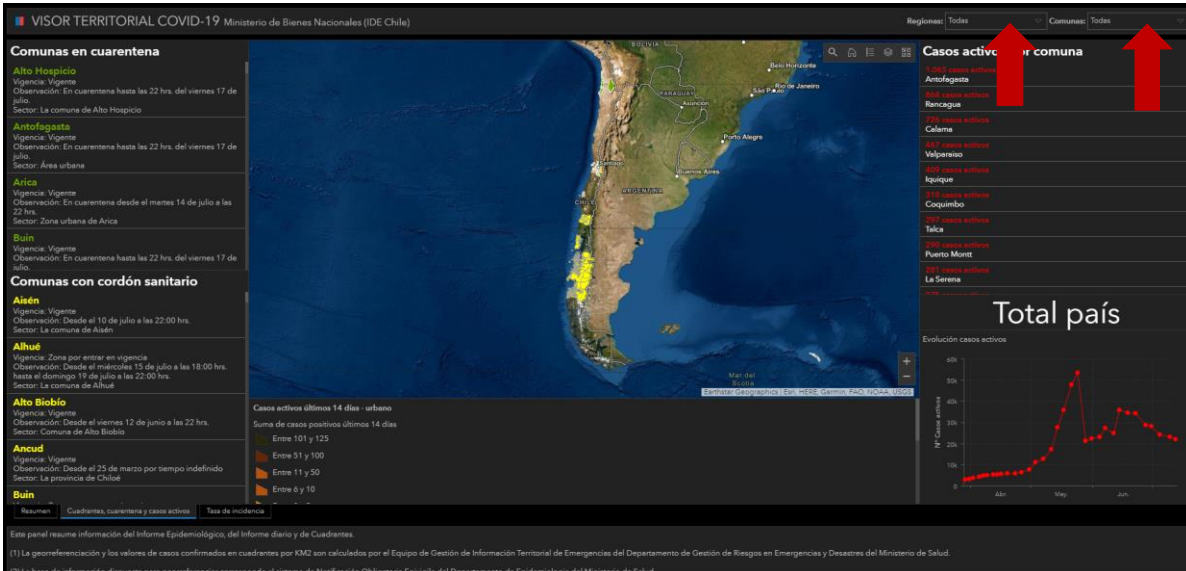 VISOR TERRITORIAL COVID-19 Ministerio de Bienes Nacionales (IDE Chile)
Regiones: Todas
Comunas: Todas
Comunas en cuarentena
Alto Hospicio
Vigencia: Vigente
Observación: En cuarentena hasta las 22 hrs. del viernes 17 de
julio.
Sector: La comuna de Alto Hospicio
Antofagasta
Vigencia: Vigente
Observación: En cuarentena hasta las 22 hrs. del viernes 17 de
julio.
Sector: Área urbana
Arica
Vigencia: Vigente
Observación: En cuarentena desde el martes 14 de julio a las
22 hrs.
Sector: Zona urbana de Arica
Buin
Vigencia: Vigente
Observación: En cuarentena hasta las 22 hrs. del viernes 17 de
julio.
Comunas con cordón sanitario
Aisén
Vigencia: Vigente
Observación: Desde el 10 de julio a las 22:00 hrs.
Sector: La comuna de Aisén
Alhué
Vigencia: Zona por entrar en vigencia
Observación: Desde el miércoles 15 de julio a las 18:00 hrs.
hasta el domingo 19 de julio a las 22:00 hrs.
Sector: La comuna de Alhué
Alto Biobío
Vigencia: Vigente
Observación: Desde el viernes 12 de junio a las 22 hrs.
Sector: Comuna de Alto Biobío
Ancud
Vigencia: Vigente
Observación: Desde el 25 de marzo por tiempo indefinido
Sector: La provincia de Chiloé
Buin
BOLIVIA
Belo Horizonte
Rio de Janeiro
São Paulo
PARAGUAY
Asunción
Porto Alegre
Santiago
Buenos Aires
ARGENTINA
CHILE
Mar del
Scotia
Earthstar Geographics | Esri, HERE, Garmin, FAO, NOAA, USGS
Casos activos últimos 14 días - urbano
Suma de casos positivos últimos 14 días
Entre 101 y 125
Entre 51 y 100
Entre 11 y 50
Entre 6 y 10
Casos activos por comuna
1.065 casos activos
Antofagasta
868 casos activos
Rancagua
726 casos activos
Calama
467 casos activos
Valparaíso
409 casos activos
Iquique
318 casos activos
Coquimbo
297 casos activos
Talca
290 casos activos
Puerto Montt
281 casos activos
La Serena
Total país
Evolución casos activos
N° Casos activos
60k
50k
40k
30k
20k
10k
0
Abr.
May.
Jun.
Resumen
Cuadrantes, cuarentena y casos activos
Tasa de incidencia
Este panel resume información del Informe Epidemiológico, del Informe diario y de Cuadrantes.
(1) La georreferenciación y los valores de casos confirmados en cuadrantes por KM2 son calculados por el Equipo de Gestión de Información Territorial de Emergencias del Departamento de Gestión de Riesgos en Emergencias y Desastres del Ministerio de Salud.